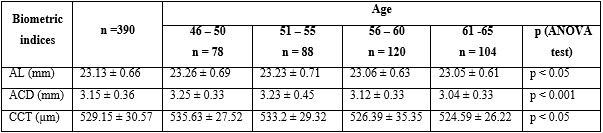 Biometric indices | n =390 | Age
46 – 50 n = 78 | 51 – 55 n = 88 | 56 – 60 n = 120 | 61 -65 n = 104 | p (ANOVA test)
AL (mm) | 23.13 ± 0.66 | 23.26 ± 0.69 | 23.23 ± 0.71 | 23.06 ± 0.63 | 23.05 ± 0.61 | p < 0.05
ACD (mm) | 3.15 ± 0.36 | 3.25 ± 0.33 | 3.23 ± 0.45 | 3.12 ± 0.33 | 3.04 ± 0.33 | p < 0.001
CCT (µm) | 529.15 ± 30.57 | 535.63 ± 27.52 | 533.2 ± 29.32 | 526.39 ± 35.35 | 524.59 ± 26.22 | p < 0.05